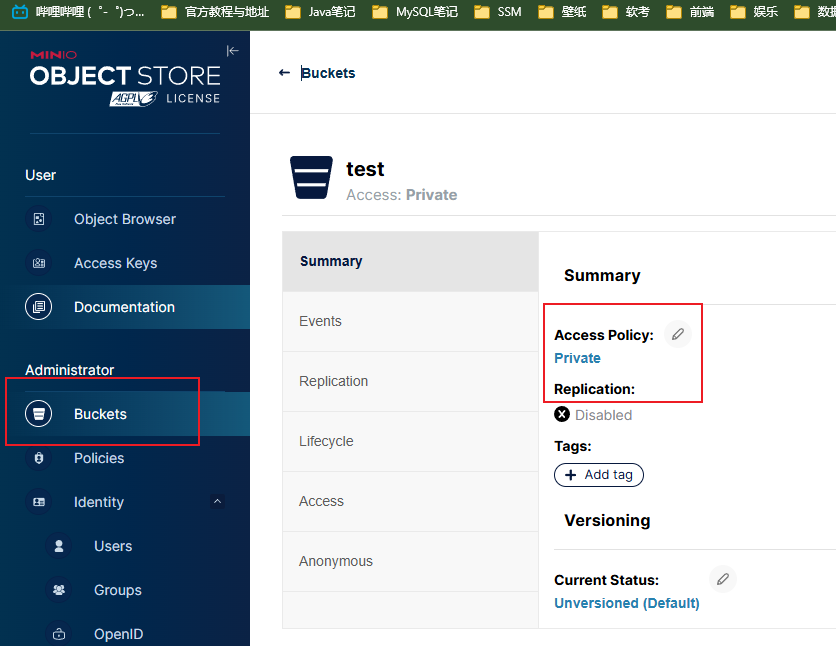 哔哩哔哩 (゜-゜)つ...
官方教程与地址
Java笔记
MySQL笔记
SSM
壁纸
软考
前端
娱乐
MINIO
OBJECT STORE
AGPLv3 LICENSE
User
Object Browser
Access Keys
Documentation
Administrator
Buckets
Policies
Identity
Users
Groups
OpenID
Buckets
test
Access: Private
Summary
Events
Replication
Lifecycle
Access
Anonymous
Summary
Access Policy:
Private
Replication:
Disabled
Tags:
+ Add tag
Versioning
Current Status:
Unversioned (Default)